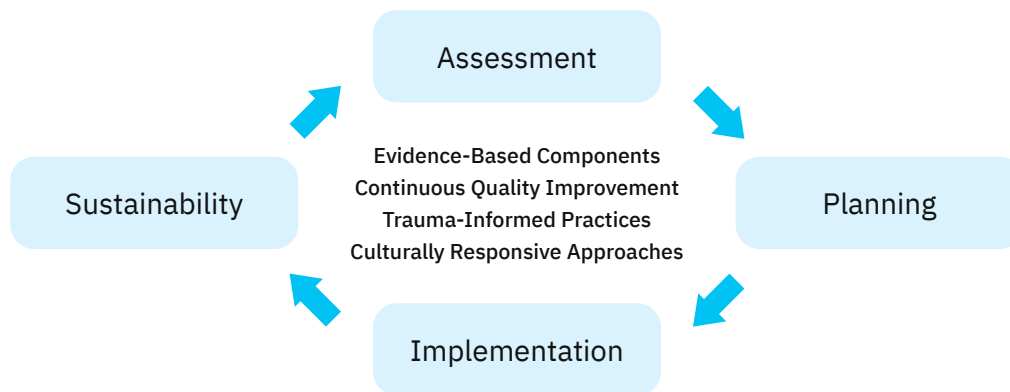 Assessment
Evidence-Based Components
Continuous Quality Improvement
Trauma-Informed Practices
Culturally Responsive Approaches
Sustainability
Planning
Implementation